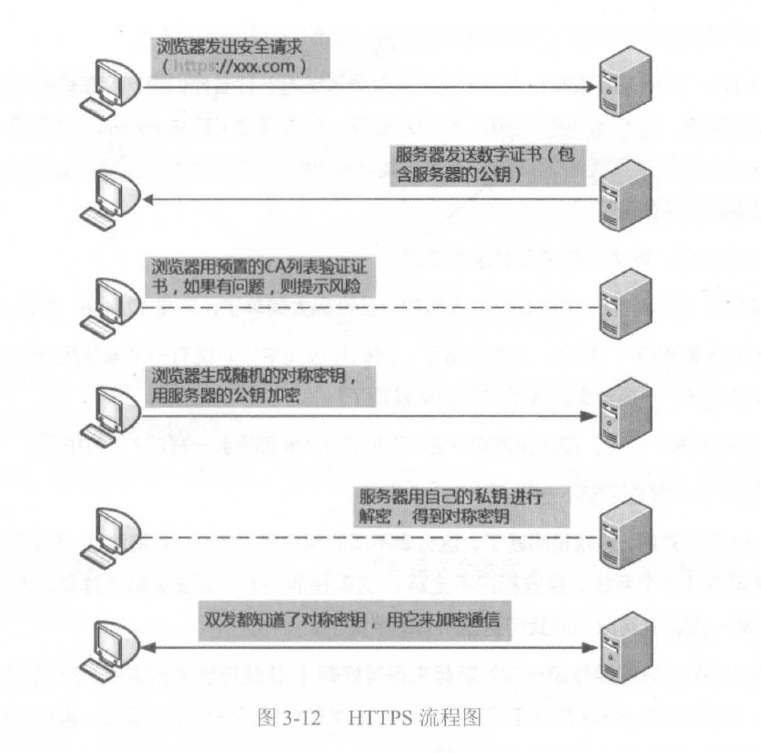 浏览器发出安全请求
（https://xxx.com）
服务器发送数字证书（包
含服务器的公钥）
浏览器用预置的CA列表验证证
书，如果有问题，则提示风险
浏览器生成随机的对称密钥，
用服务器的公钥加密
服务器用自己的私钥进行
解密，得到对称密钥
双发都知道了对称密钥，用它来加密通信
图 3-12 HTTPS 流程图